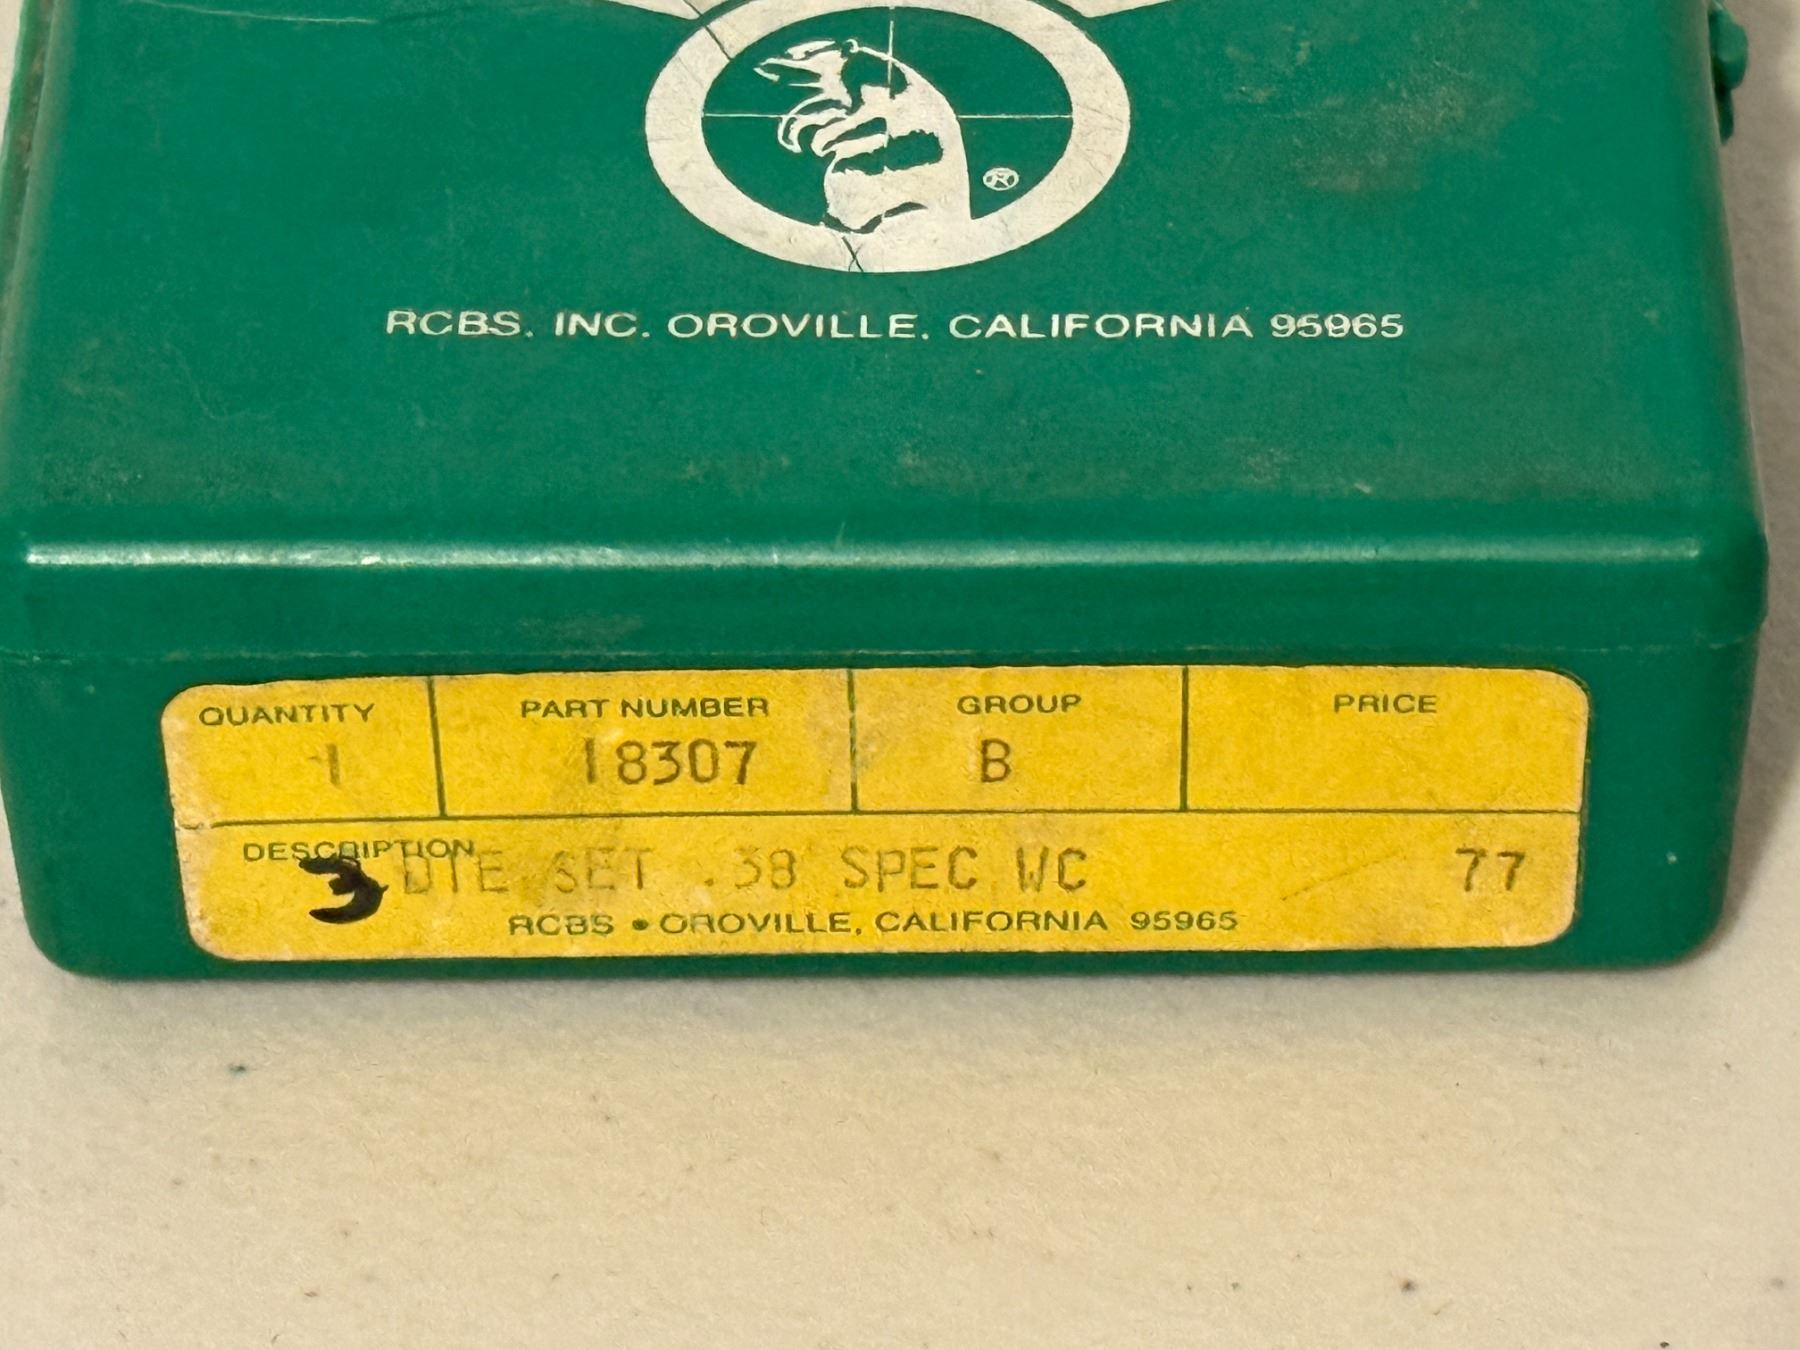 ®
RCBS. INC. OROVILLE. CALIFORNIA 95965
QUANTITY PART NUMBER GROUP PRICE
1 18307 B
DESCRIPTION
3 DIE SET .38 SPEC WC 77
RCBS • OROVILLE, CALIFORNIA 95965